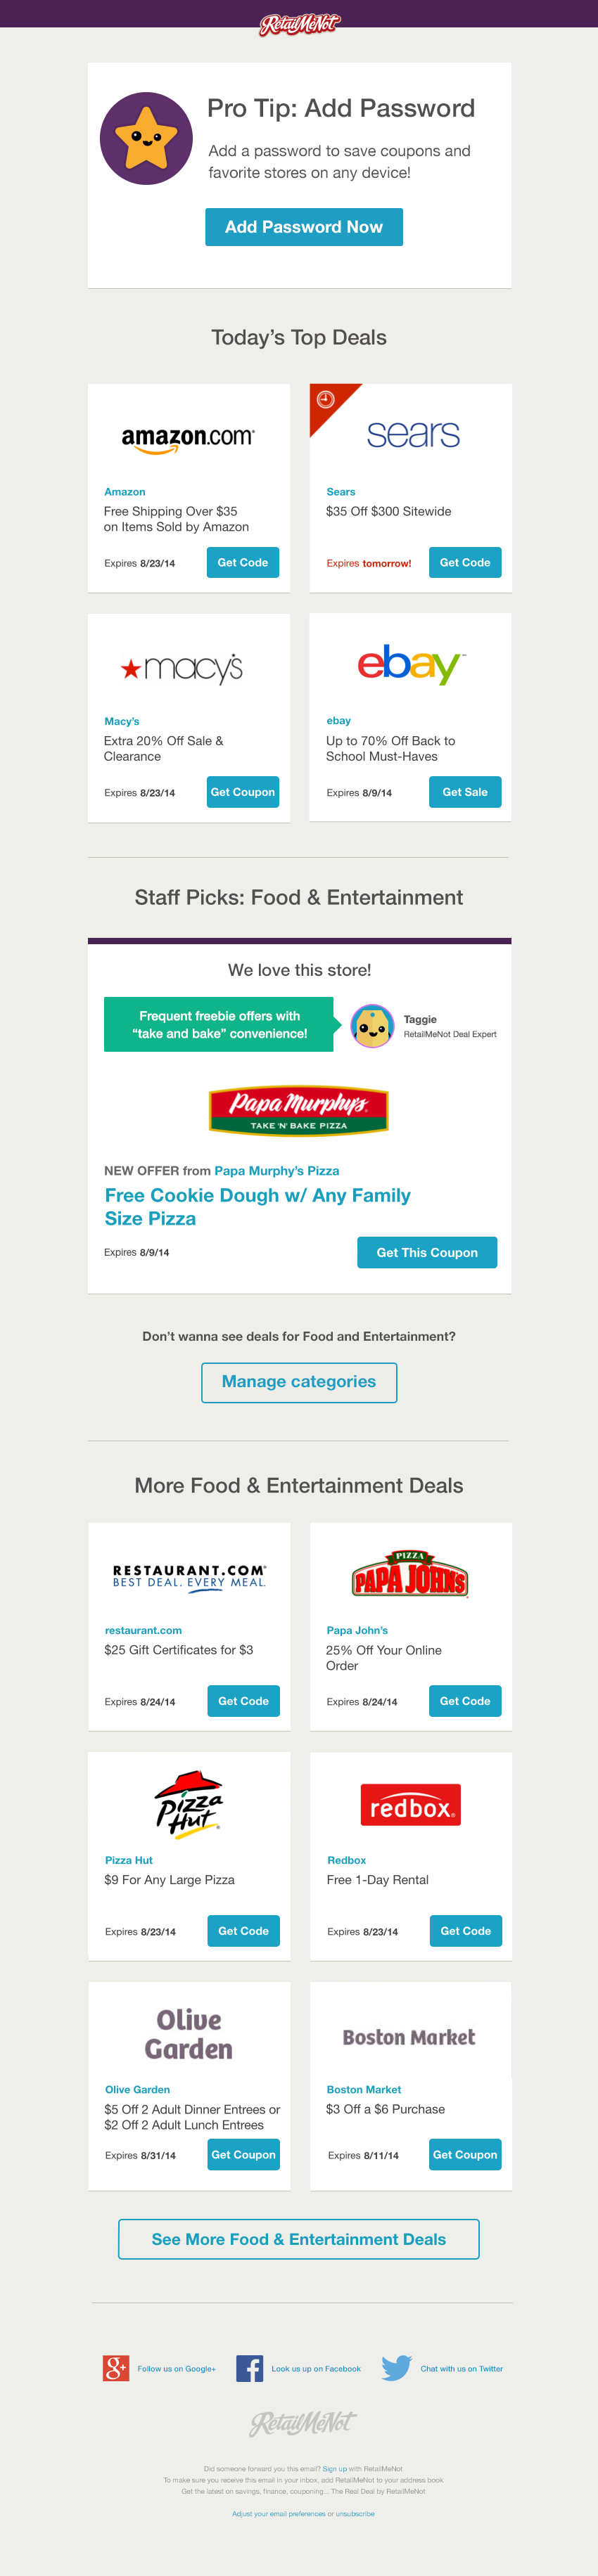 RetailMeNot
Pro Tip: Add Password
Add a password to save coupons and
favorite stores on any device!
Add Password Now
Today's Top Deals
amazon.com
Amazon
Free Shipping Over $35
on Items Sold by Amazon
Expires 8/23/14
Get Code
sears
Sears
$35 Off $300 Sitewide
Expires tomorrow!
Get Code
macy's
Macy's
Extra 20% Off Sale &
Clearance
Expires 8/23/14
Get Coupon
ebay™
ebay
Up to 70% Off Back to
School Must-Haves
Expires 8/9/14
Get Sale
Staff Picks: Food & Entertainment
We love this store!
Frequent freebie offers with
“take and bake” convenience!
Taggie
RetailMeNot Deal Expert
Papa Murphy's
TAKE 'N' BAKE PIZZA
NEW OFFER from Papa Murphy's Pizza
Free Cookie Dough w/ Any Family
Size Pizza
Expires 8/9/14
Get This Coupon
Don't wanna see deals for Food and Entertainment?
Manage categories
More Food & Entertainment Deals
RESTAURANT.COM®
BEST DEAL. EVERY MEAL.
restaurant.com
$25 Gift Certificates for $3
Expires 8/24/14
Get Code
PIZZA
PAPA JOHN'S
Papa John's
25% Off Your Online
Order
Expires 8/24/14
Get Code
Pizza
Hut
Pizza Hut
$9 For Any Large Pizza
Expires 8/23/14
Get Code
redbox®
Redbox
Free 1-Day Rental
Expires 8/23/14
Get Code
Olive
Garden
Olive Garden
$5 Off 2 Adult Dinner Entrees or
$2 Off 2 Adult Lunch Entrees
Expires 8/31/14
Get Coupon
Boston Market
Boston Market
$3 Off a $6 Purchase
Expires 8/11/14
Get Coupon
See More Food & Entertainment Deals
g+
Follow us on Google+
f
Look us up on Facebook
Chat with us on Twitter
RetailMeNot
Did someone forward you this email? Sign up with RetailMeNot
To make sure you receive this email in your inbox, add RetailMeNot to your address book
Get the latest on savings, finance, couponing... The Real Deal by RetailMeNot
Adjust your email preferences or unsubscribe